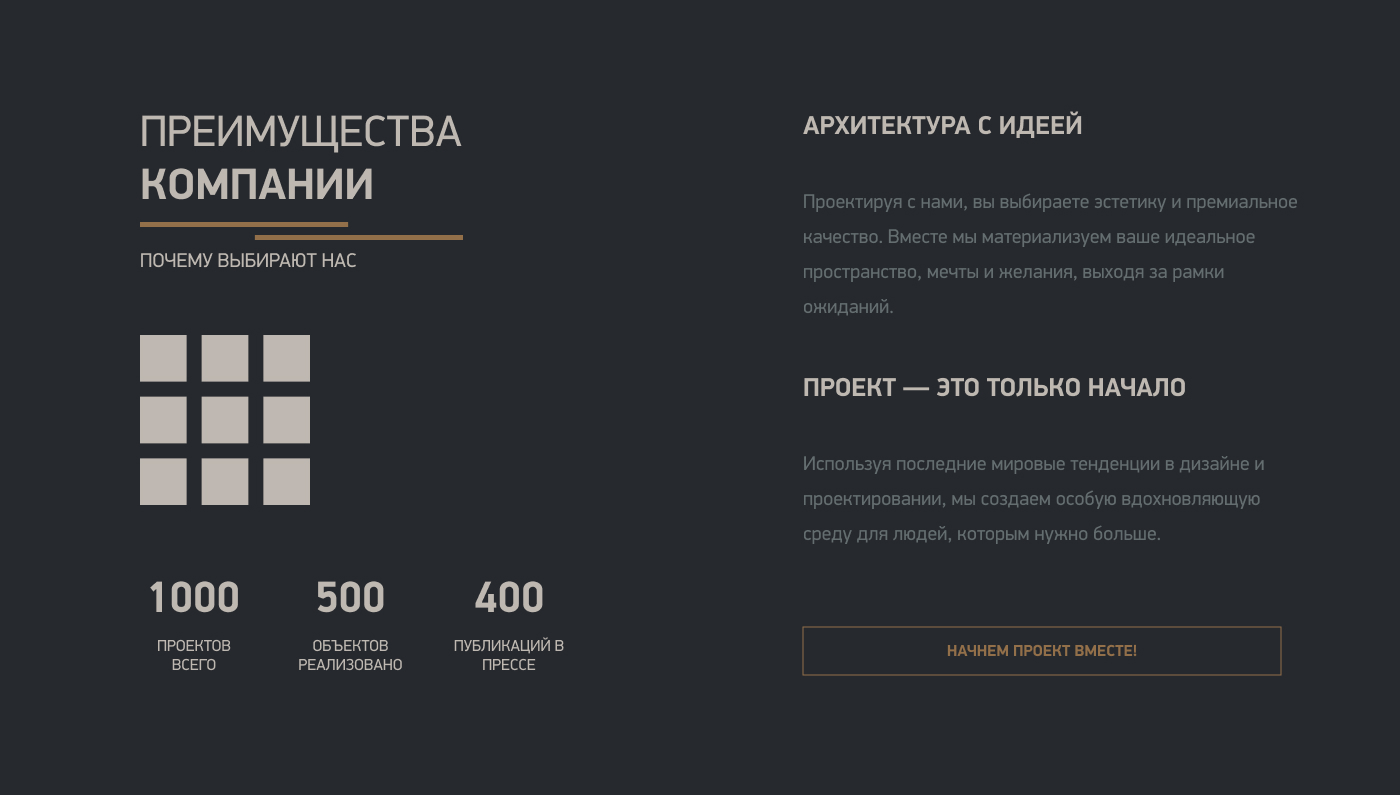 ПРЕИМУЩЕСТВА
КОМПАНИИ
ПОЧЕМУ ВЫБИРАЮТ НАС
1000
ПРОЕКТОВ
ВСЕГО
500
ОБЪЕКТОВ
РЕАЛИЗОВАНО
400
ПУБЛИКАЦИЙ В
ПРЕССЕ
АРХИТЕКТУРА С ИДЕЕЙ
Проектируя с нами, вы выбираете эстетику и премиальное
качество. Вместе мы материализуем ваше идеальное
пространство, мечты и желания, выходя за рамки
ожиданий.
ПРОЕКТ — ЭТО ТОЛЬКО НАЧАЛО
Используя последние мировые тенденции в дизайне и
проектировании, мы создаем особую вдохновляющую
среду для людей, которым нужно больше.
НАЧНЕМ ПРОЕКТ ВМЕСТЕ!